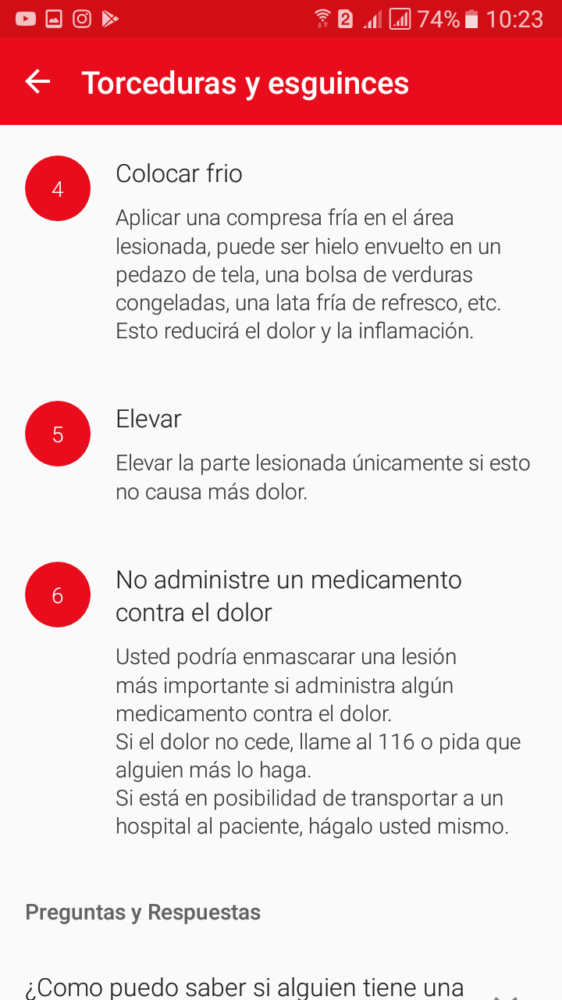 2 74% 10:23
Torceduras y esguinces
4
Colocar frio
Aplicar una compresa fría en el área
lesionada, puede ser hielo envuelto en un
pedazo de tela, una bolsa de verduras
congeladas, una lata fría de refresco, etc.
Esto reducirá el dolor y la inflamación.
5
Elevar
Elevar la parte lesionada únicamente si esto
no causa más dolor.
6
No administre un medicamento
contra el dolor
Usted podría enmascarar una lesión
más importante si administra algún
medicamento contra el dolor.
Si el dolor no cede, llame al 116 o pida que
alguien más lo haga.
Si está en posibilidad de transportar a un
hospital al paciente, hágalo usted mismo.
Preguntas y Respuestas
¿Como puedo saber si alguien tiene una